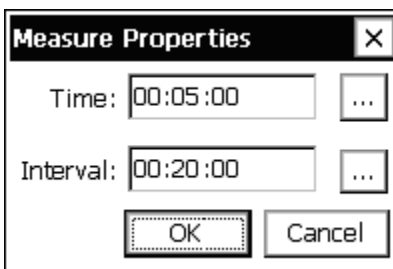 Measure Properties
Time: 00:05:00 ...
Interval: 00:20:00 ...
OK Cancel